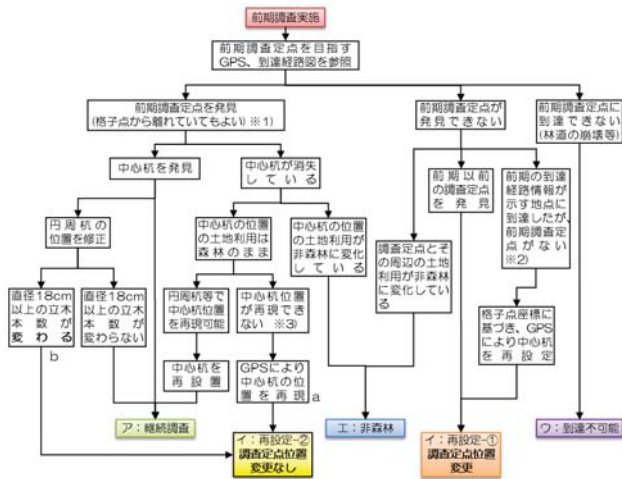 前期調査実施
前期調査定点を目指す
GPS、到達経路図を参照
前期調査定点を発見
(格子点から離れていてもよい) ※1)
前期調査定点が
発見できない
前期調査定点に
到達できない
(林道の崩壊等)
中心杭を発見
中心杭が消失
している
前期以前
の調査定点
を発見
前期の到達
経路情報が
示す地点に
到達したが、
前期調査定
点がない
※2)
円周杭の
位置を修正
中心杭の位置
の土地利用は
森林のまま
中心杭の位置
の土地利用が
非森林に変化
している
調査定点とそ
の周辺の土地
利用が非森林
に変化している
直径18cm
以上の立木
本数が
変わる
b
直径18cm
以上の立木
本数が変
わらない
円周杭等で
中心杭位置
を再現可能
中心杭位置
が再現でき
ない ※3)
格子点座標に
基づき、GPS
により中心杭
を再設定
中心杭を
再設置
GPSにより
中心杭の位
置を再現
a
ア：継続調査
イ：再設定-②
調査定点位置
変更なし
エ：非森林
イ：再設定-①
調査定点位置
変更
ウ：到達不可能